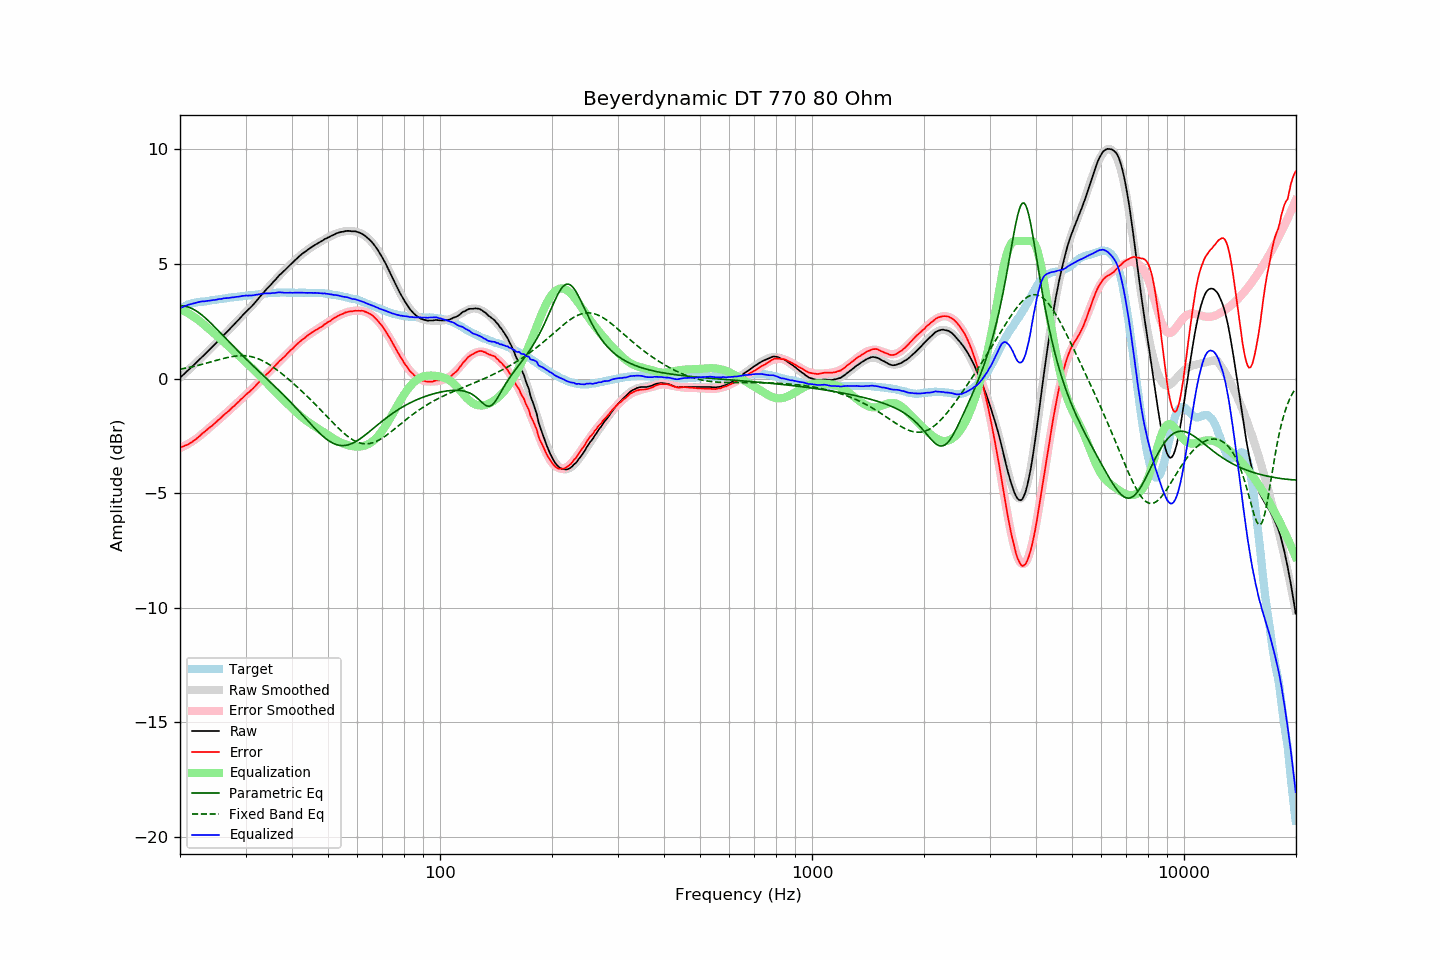 Beyerdynamic DT 770 80 Ohm
10
5
0
−5
−10
−15
−20
Amplitude (dBr)
Target
Raw Smoothed
Error Smoothed
Raw
Error
Equalization
Parametric Eq
Fixed Band Eq
Equalized
100
1000
10000
Frequency (Hz)